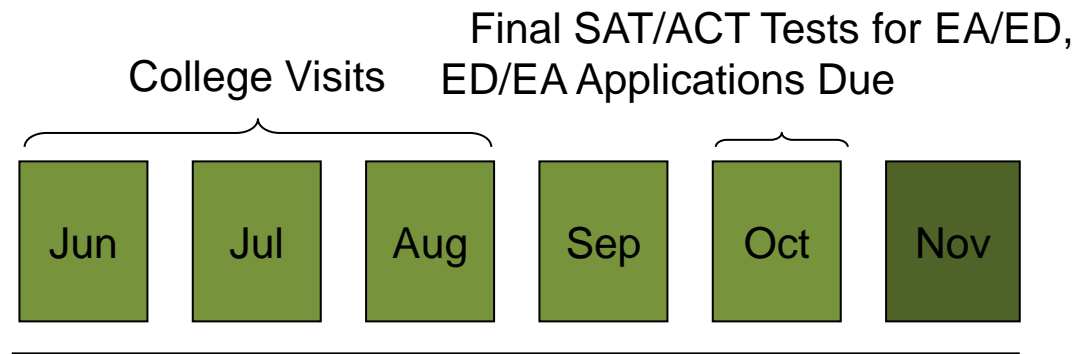 Final SAT/ACT Tests for EA/ED,
College Visits
ED/EA Applications Due
Jun
Jul
Aug
Sep
Oct
Nov